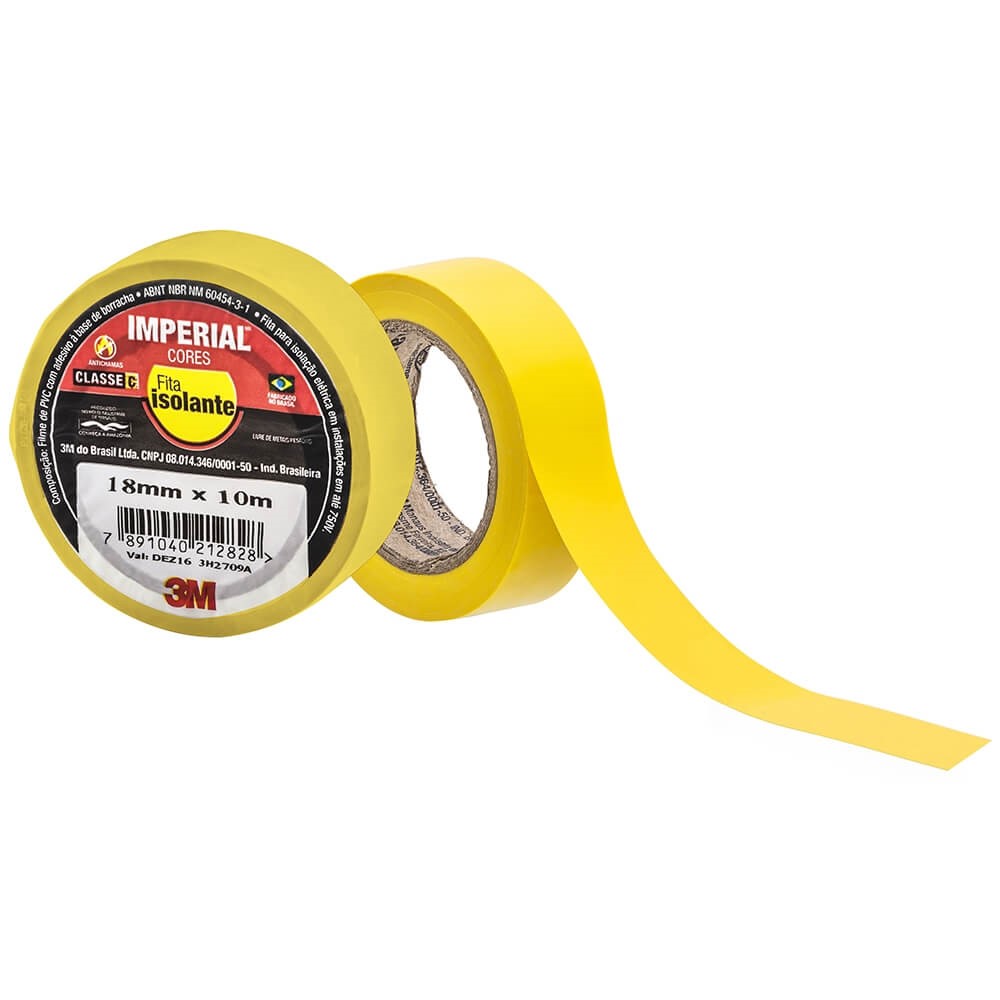 Composição: Filme de PVC com adesivo à base de borracha • ABNT NBR NM 60454-3-1 • Fita para isolação elétrica em instalações em até 750V.
IMPERIAL®
CORES
ANTICHAMAS
CLASSE C
Fita
isolante
FABRICADO
NO BRASIL
PRODUZIDO
CONHEÇA A AMAZÔNIA
LIVRE DE METAIS PESADOS
3M do Brasil Ltda. CNPJ 08.014.346/0001-50 - Ind. Brasileira
18mm x 10m
7 891040 212828 >
Val: DEZ16 3H2709A
3M